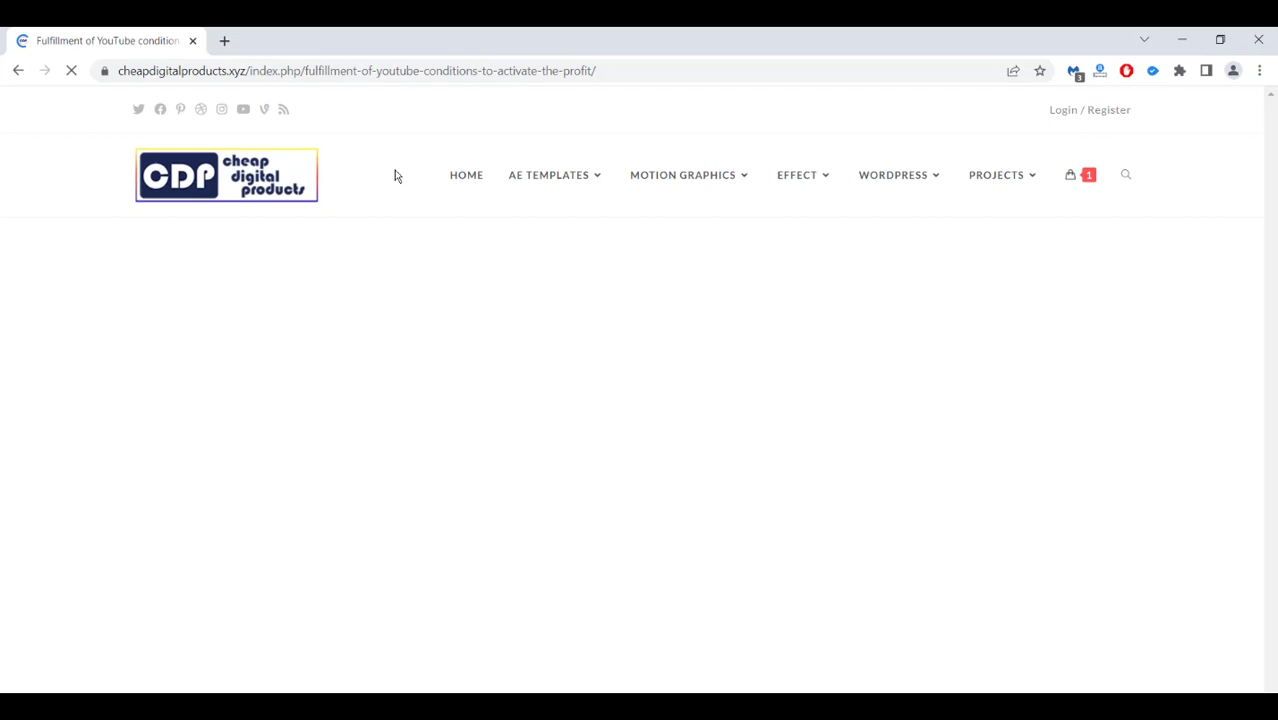 Fulfillment of YouTube condition
cheapdigitalproducts.xyz/index.php/fulfillment-of-youtube-conditions-to-activate-the-profit/
3
Login / Register
CDP cheap
digital
products
HOME AE TEMPLATES MOTION GRAPHICS EFFECT WORDPRESS PROJECTS 1